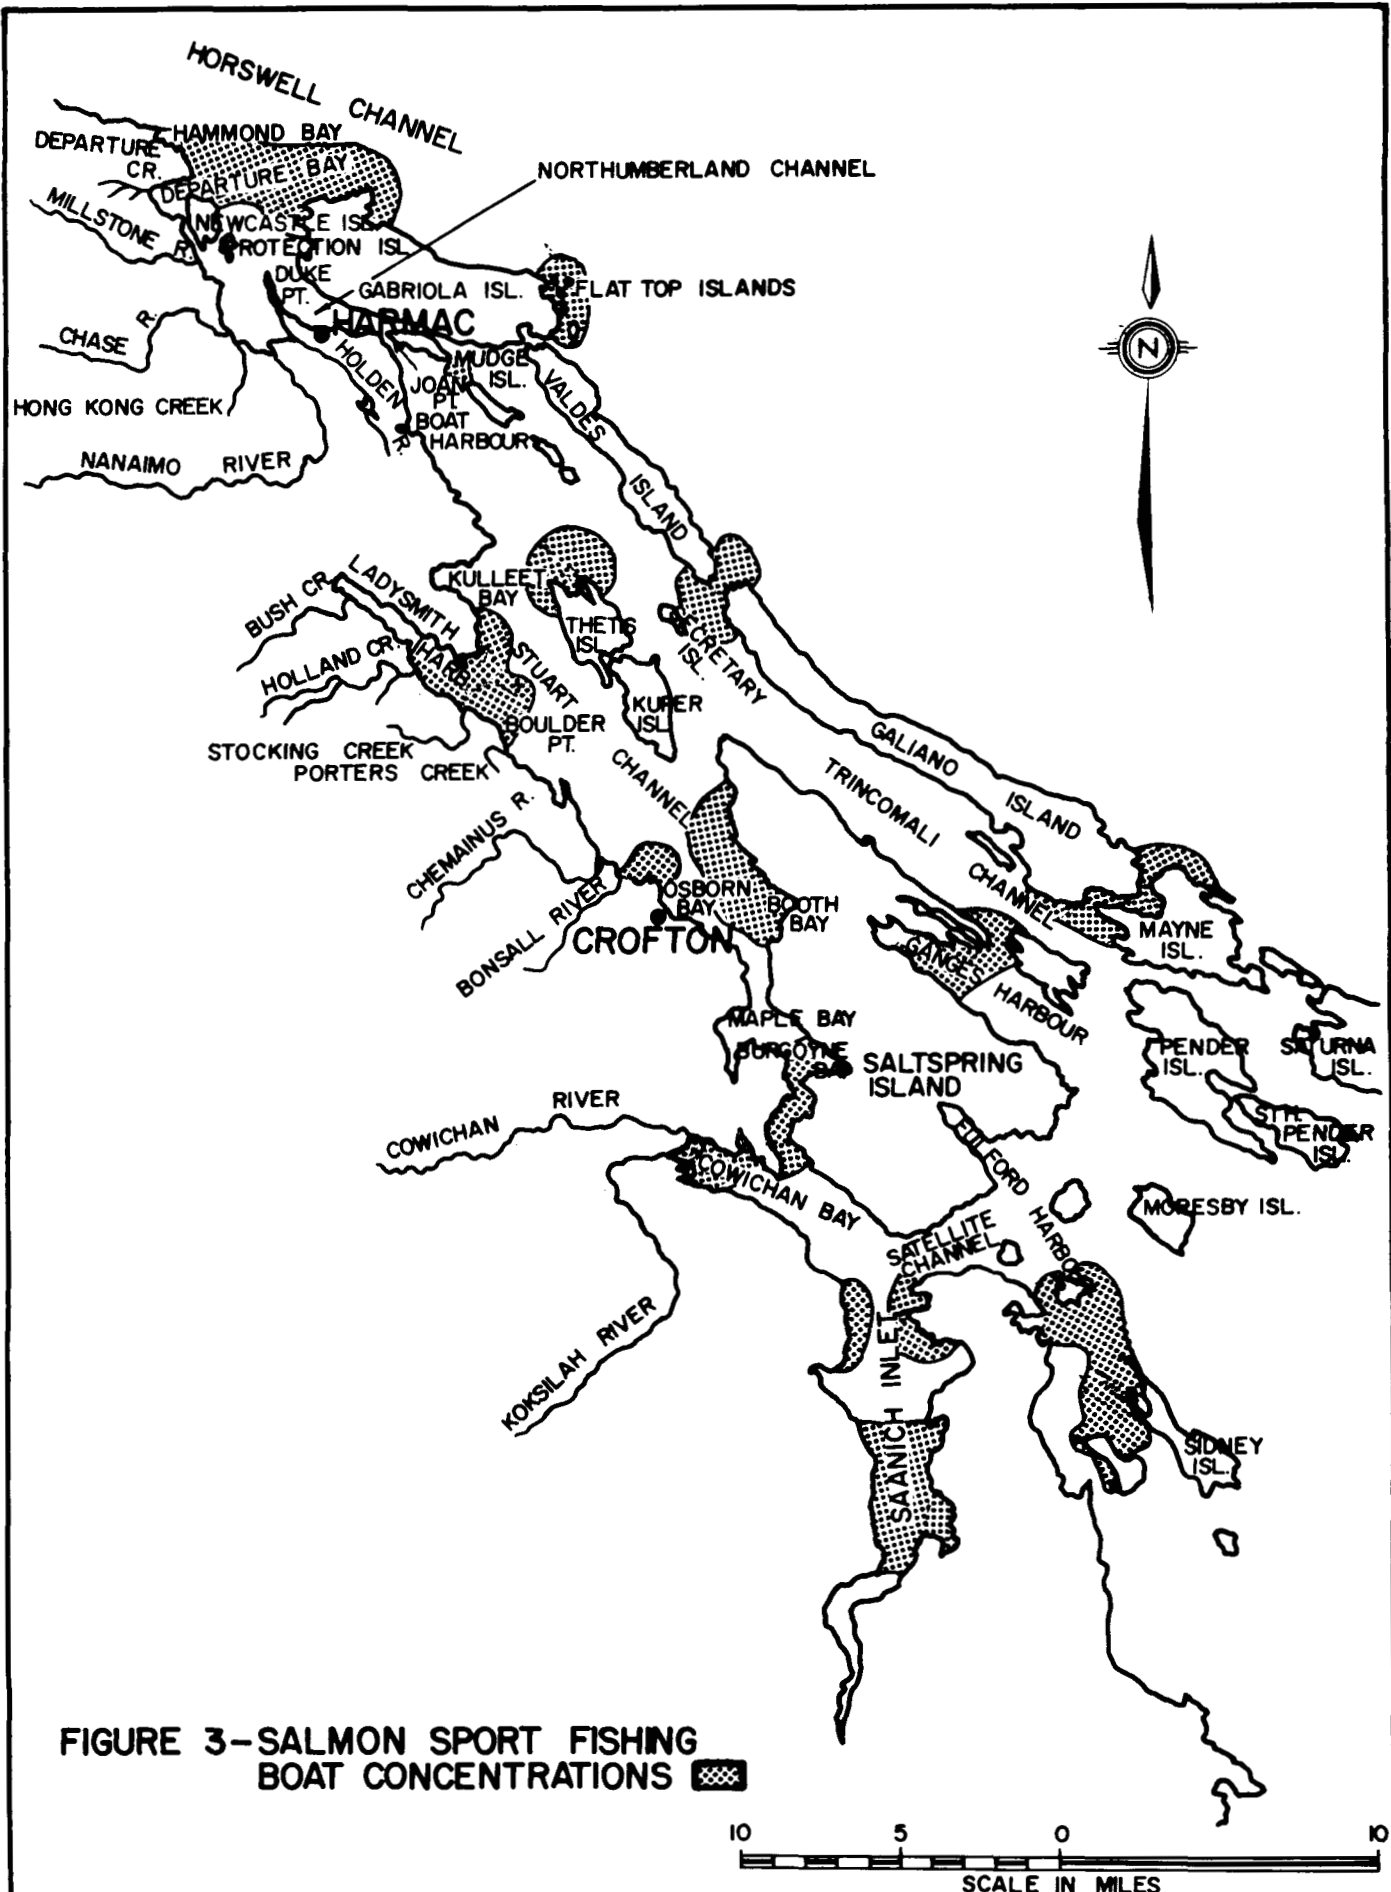 HORSWELL CHANNEL
HAMMOND BAY
DEPARTURE
CR.
DEPARTURE BAY
NORTHUMBERLAND CHANNEL
MILLSTONE R.
NEWCASTLE ISL.
PROTECTION ISL.
DUKE
PT.
GABRIOLA ISL.
FLAT TOP ISLANDS
HARMAC
CHASE R.
HOLDEN R.
MUDGE
ISL.
JOAN
PT.
VALDES ISLAND
HONG KONG CREEK
BOAT
HARBOUR
NANAIMO RIVER
N
KULLEET
BAY
BUSH CR.
LADYSMITH
HARB.
THETIS
ISL.
SECRETARY
ISL.
HOLLAND CR.
STUART CHANNEL
KUPER
ISL.
BOULDER
PT.
STOCKING CREEK
PORTERS CREEK
GALIANO ISLAND
TRINCOMALI CHANNEL
CHEMAINUS R.
OSBORN
BAY
BOOTH
BAY
BONSALL RIVER
CROFTON
MAYNE
ISL.
GANGES HARBOUR
MAPLE BAY
BURGOYNE
BAY
SALTSPRING
ISLAND
PENDER
ISL.
SATURNA
ISL.
COWICHAN RIVER
STH.
PENDER
ISL.
FULFORD HARBOUR
COWICHAN BAY
MORESBY ISL.
SATELLITE
CHANNEL
KOKSILAH RIVER
SAANICH INLET
SIDNEY
ISL.
FIGURE 3-SALMON SPORT FISHING
BOAT CONCENTRATIONS
10 5 0 10
SCALE IN MILES